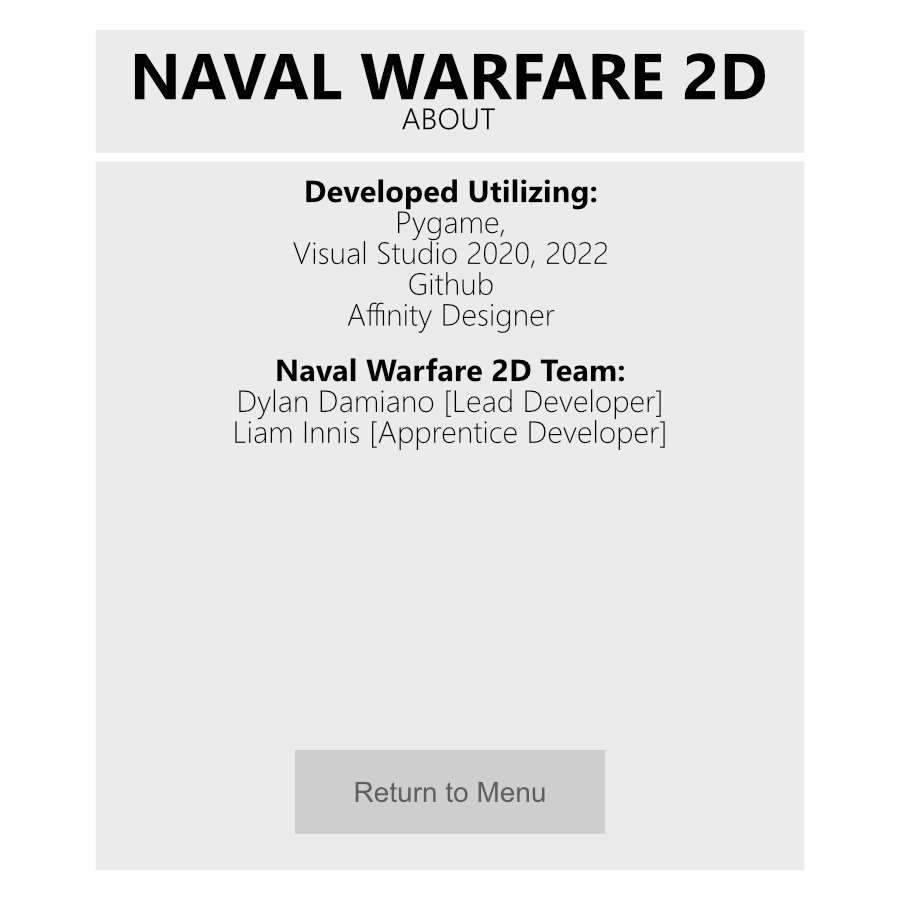 NAVAL WARFARE 2D
ABOUT
Developed Utilizing:
Pygame,
Visual Studio 2020, 2022
Github
Affinity Designer
Naval Warfare 2D Team:
Dylan Damiano [Lead Developer]
Liam Innis [Apprentice Developer]
Return to Menu